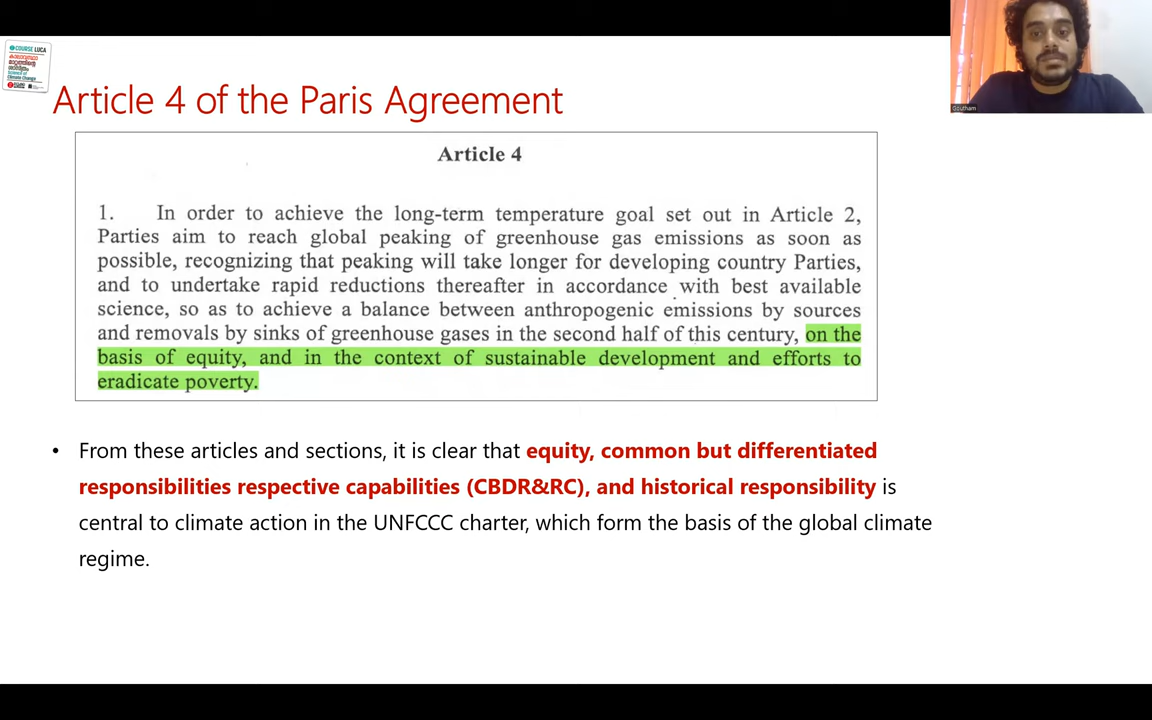 COURSE LUCA
Climate Change
Goutham
Article 4 of the Paris Agreement
Article 4
1. In order to achieve the long-term temperature goal set out in Article 2,
Parties aim to reach global peaking of greenhouse gas emissions as soon as
possible, recognizing that peaking will take longer for developing country Parties,
and to undertake rapid reductions thereafter in accordance with best available
science, so as to achieve a balance between anthropogenic emissions by sources
and removals by sinks of greenhouse gases in the second half of this century, on the
basis of equity, and in the context of sustainable development and efforts to
eradicate poverty.
• From these articles and sections, it is clear that equity, common but differentiated
responsibilities respective capabilities (CBDR&RC), and historical responsibility is
central to climate action in the UNFCCC charter, which form the basis of the global climate
regime.